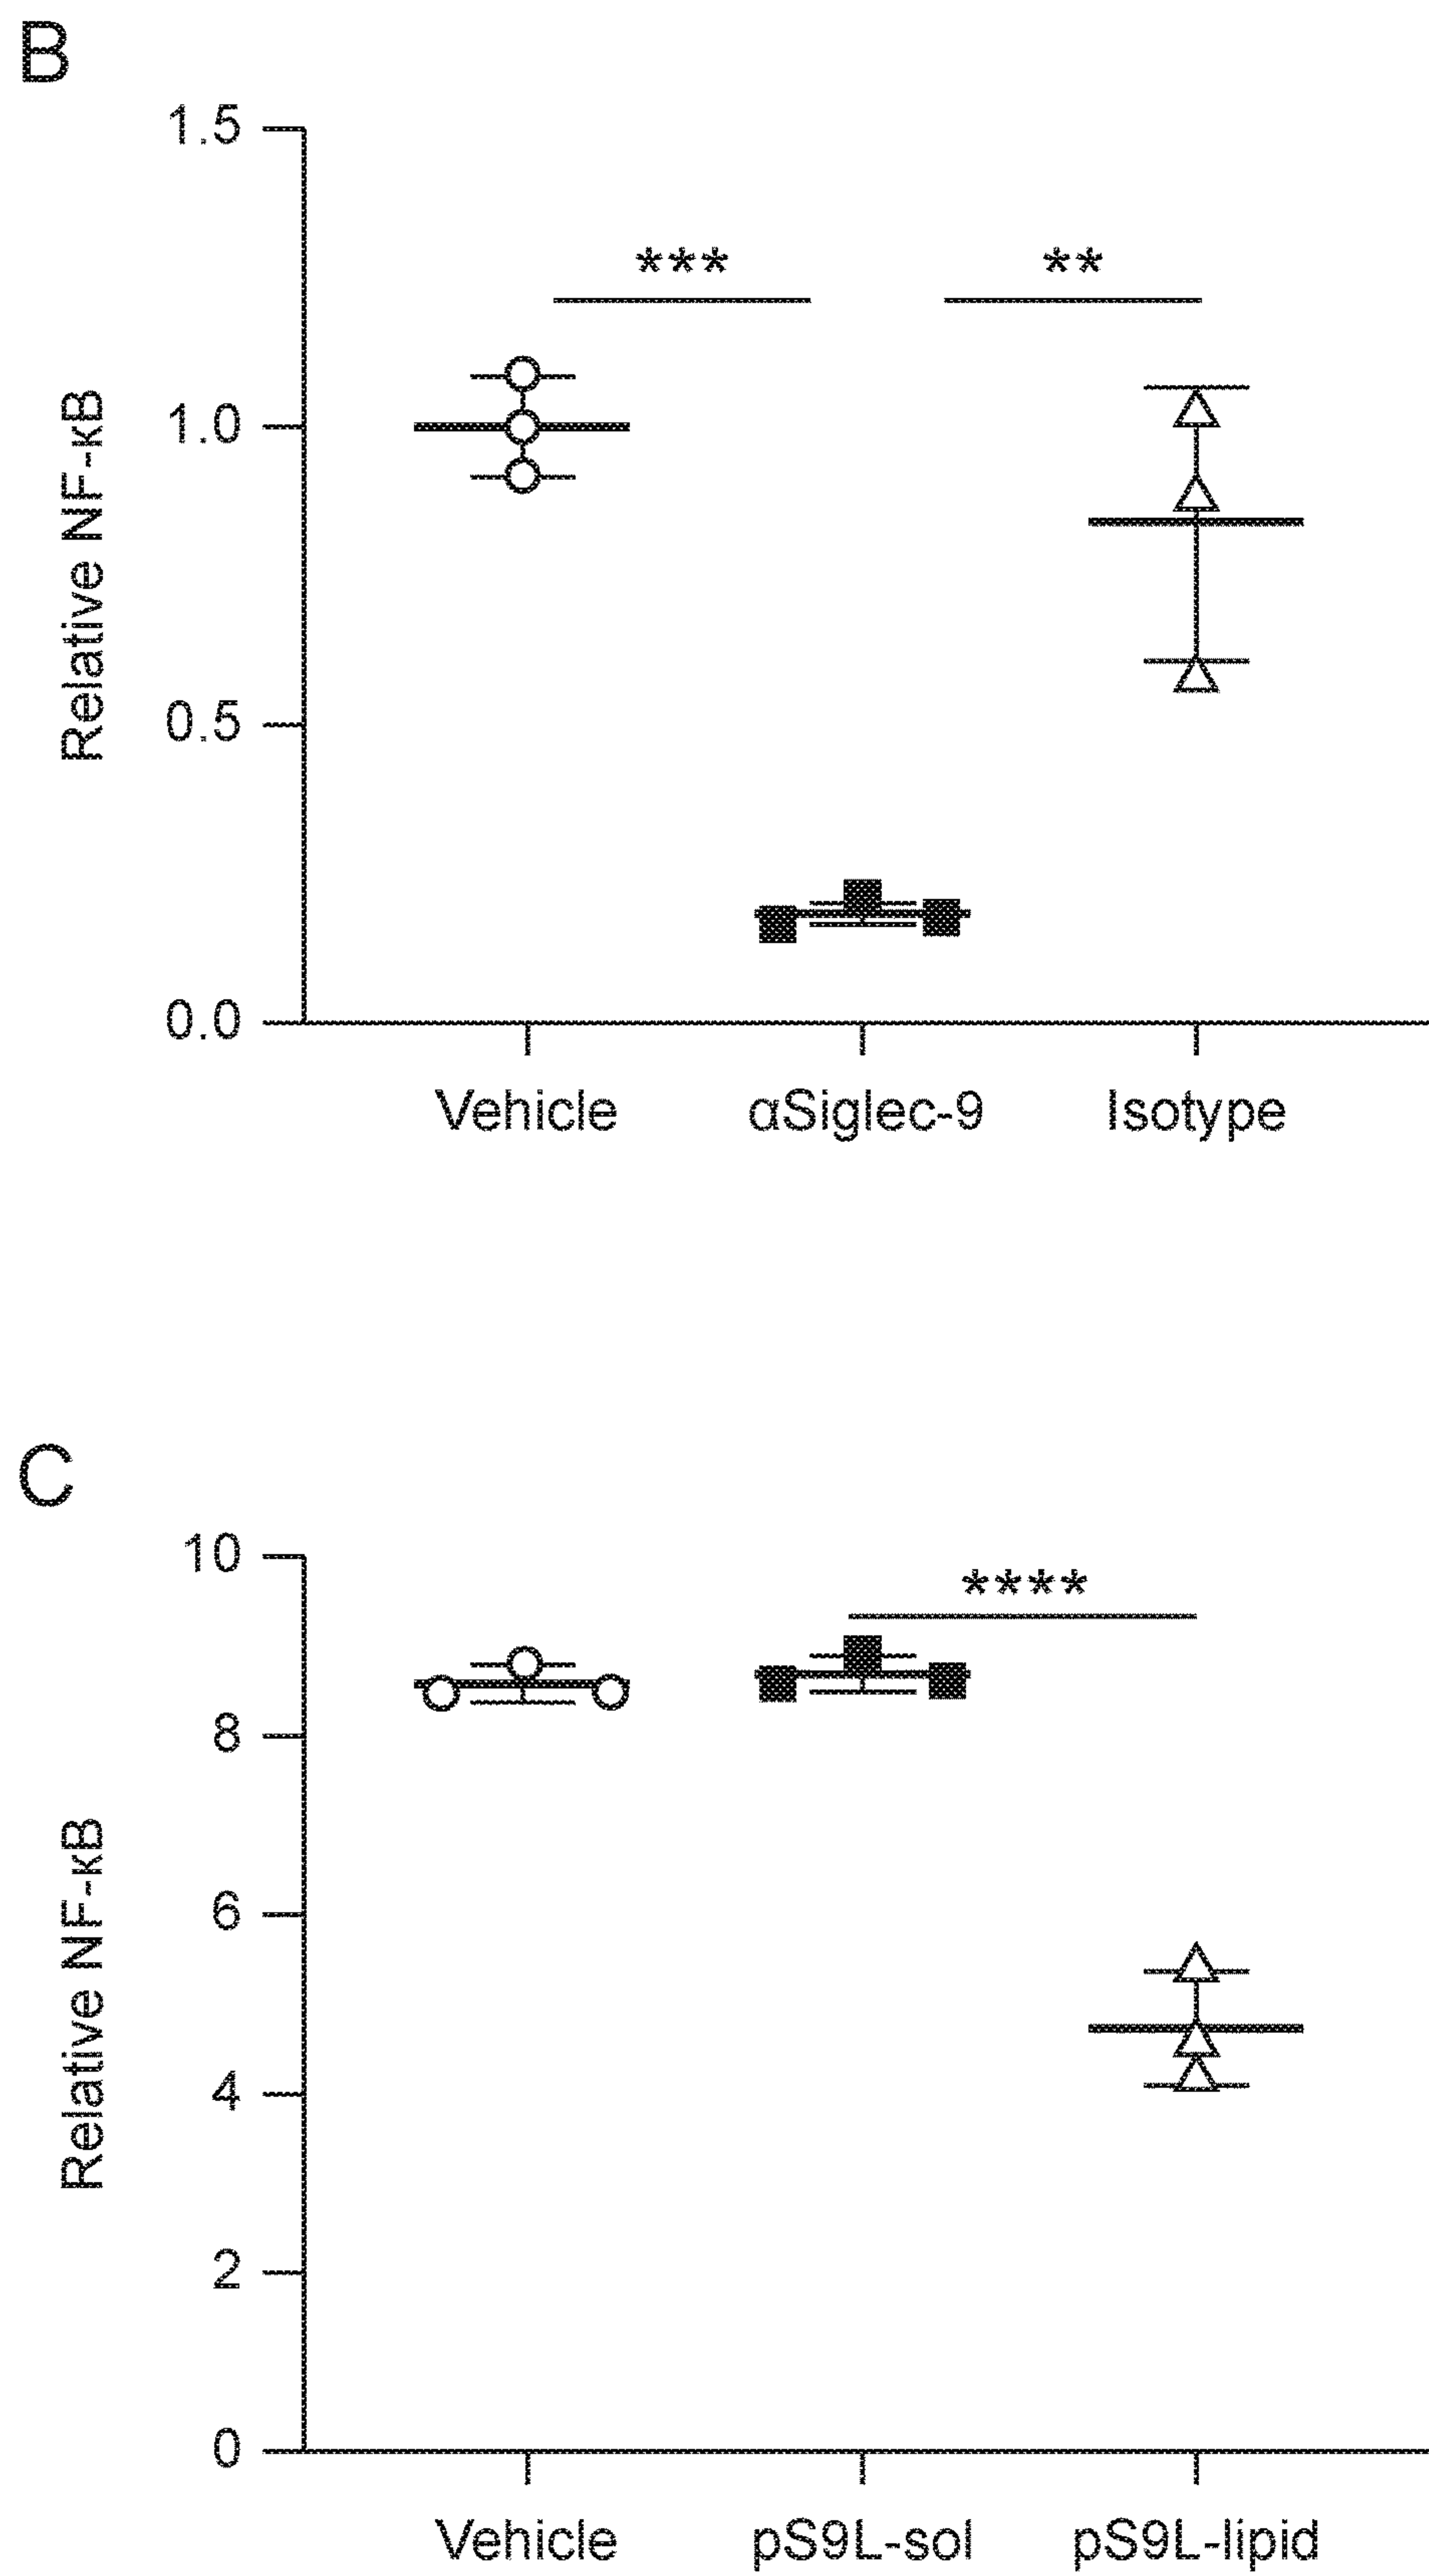 B
1.5
1.0
0.5
0.0
Relative NF-κB
*** **
Vehicle αSiglec-9 Isotype
C
10
8
6
4
2
0
Relative NF-κB
****
Vehicle pS9L-sol pS9L-lipid